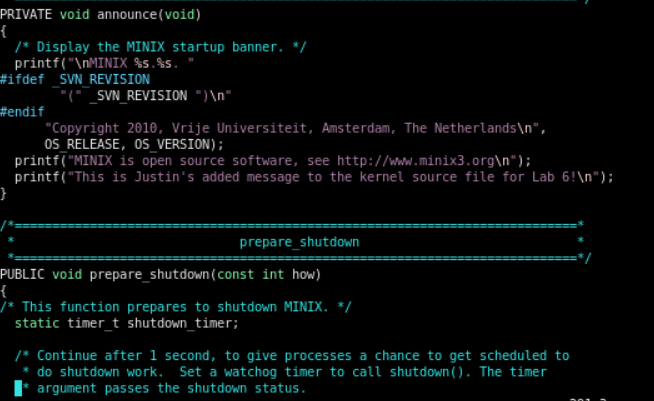 PRIVATE void announce(void)
{
  /* Display the MINIX startup banner. */
  printf("\nMINIX %s.%s. "
#ifdef _SVN_REVISION
        "(" _SVN_REVISION ")\n"
#endif
      "Copyright 2010, Vrije Universiteit, Amsterdam, The Netherlands\n",
      OS_RELEASE, OS_VERSION);
  printf("MINIX is open source software, see http://www.minix3.org\n");
  printf("This is Justin's added message to the kernel source file for Lab 6!\n");
}

/*===========================================================================*
 *                              prepare_shutdown                             *
 *===========================================================================*/
PUBLIC void prepare_shutdown(const int how)
{
/* This function prepares to shutdown MINIX. */
  static timer_t shutdown_timer;

  /* Continue after 1 second, to give processes a chance to get scheduled to
   * do shutdown work.  Set a watchog timer to call shutdown(). The timer
   * argument passes the shutdown status.